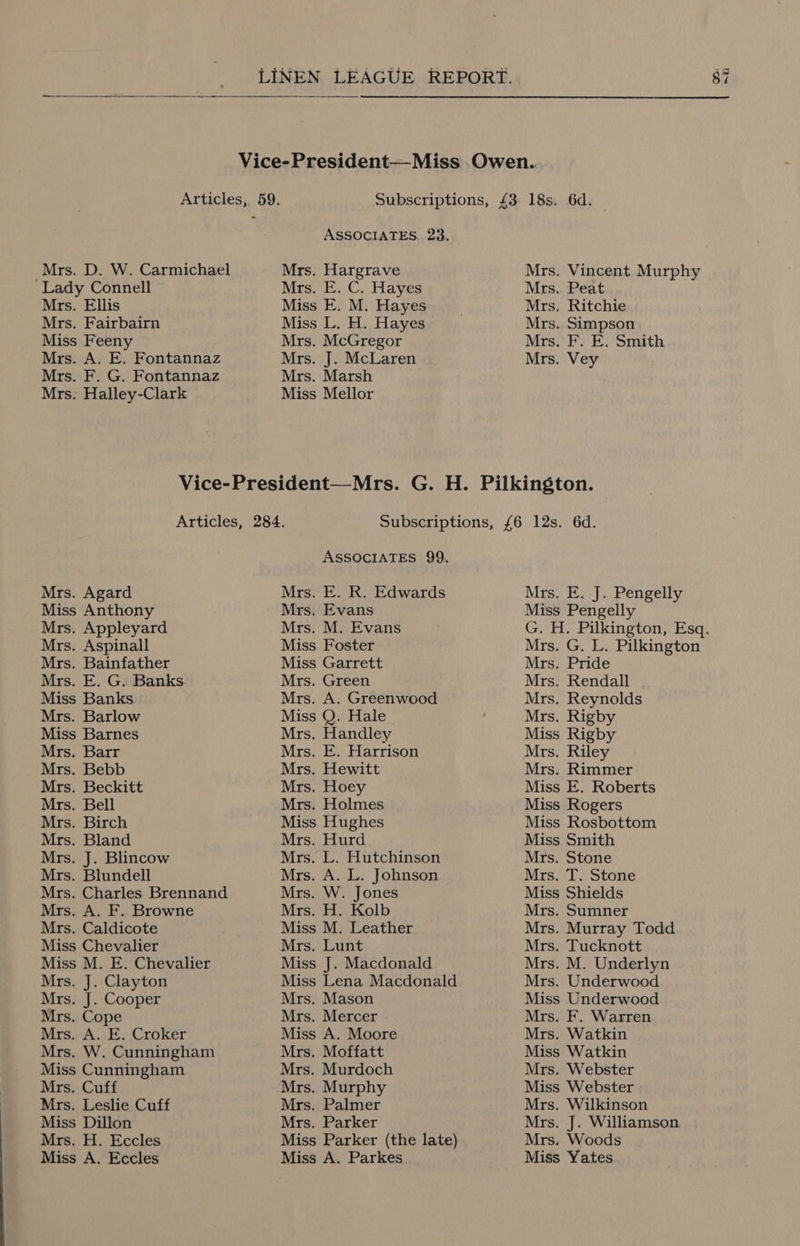 LINEN LEAGUE REPORT. 87
Vice-President—Miss Owen.
Articles, 59. Subscriptions, £3 18s. 6d.
ASSOCIATES 23.
Mrs. D. W. Carmichael
Lady Connell
Mrs. Ellis
Mrs. Fairbairn
Miss Feeny
Mrs. A. E. Fontannaz
Mrs. F. G. Fontannaz
Mrs. Halley-Clark
Mrs. Hargrave
Mrs. E. C. Hayes
Miss E. M. Hayes
Miss L. H. Hayes
Mrs. McGregor
Mrs. J. McLaren
Mrs. Marsh
Miss Mellor
Mrs. Vincent Murphy
Mrs. Peat
Mrs. Ritchie
Mrs. Simpson
Mrs. F. E. Smith
Mrs. Vey
Vice-President—Mrs. G. H. Pilkington.
Articles, 284. Subscriptions, £6 12s. 6d.
ASSOCIATES 99.
Mrs. Agard
Miss Anthony
Mrs. Appleyard
Mrs. Aspinall
Mrs. Bainfather
Mrs. E. G. Banks
Miss Banks
Mrs. Barlow
Miss Barnes
Mrs. Barr
Mrs. Bebb
Mrs. Beckitt
Mrs. Bell
Mrs. Birch
Mrs. Bland
Mrs. J. Blincow
Mrs. Blundell
Mrs. Charles Brennand
Mrs. A. F. Browne
Mrs. Caldicote
Miss Chevalier
Miss M. E. Chevalier
Mrs. J. Clayton
Mrs. J. Cooper
Mrs. Cope
Mrs. A. E. Croker
Mrs. W. Cunningham
Miss Cunningham
Mrs. Cuff
Mrs. Leslie Cuff
Miss Dillon
Mrs. H. Eccles
Miss A. Eccles
Mrs. E. R. Edwards
Mrs. Evans
Mrs. M. Evans
Miss Foster
Miss Garrett
Mrs. Green
Mrs. A. Greenwood
Miss Q. Hale
Mrs. Handley
Mrs. E. Harrison
Mrs. Hewitt
Mrs. Hoey
Mrs. Holmes
Miss Hughes
Mrs. Hurd
Mrs. L. Hutchinson
Mrs. A. L. Johnson
Mrs. W. Jones
Mrs. H. Kolb
Miss M. Leather
Mrs. Lunt
Miss J. Macdonald
Miss Lena Macdonald
Mrs. Mason
Mrs. Mercer
Miss A. Moore
Mrs. Moffatt
Mrs. Murdoch
Mrs. Murphy
Mrs. Palmer
Mrs. Parker
Miss Parker (the late)
Miss A. Parkes
Mrs. E. J. Pengelly
Miss Pengelly
G. H. Pilkington, Esq.
Mrs. G. L. Pilkington
Mrs. Pride
Mrs. Rendall
Mrs. Reynolds
Mrs. Rigby
Miss Rigby
Mrs. Riley
Mrs. Rimmer
Miss E. Roberts
Miss Rogers
Miss Rosbottom
Miss Smith
Mrs. Stone
Mrs. T. Stone
Miss Shields
Mrs. Sumner
Mrs. Murray Todd
Mrs. Tucknott
Mrs. M. Underlyn
Mrs. Underwood
Miss Underwood
Mrs. F. Warren
Mrs. Watkin
Miss Watkin
Mrs. Webster
Miss Webster
Mrs. Wilkinson
Mrs. J. Williamson
Mrs. Woods
Miss Yates